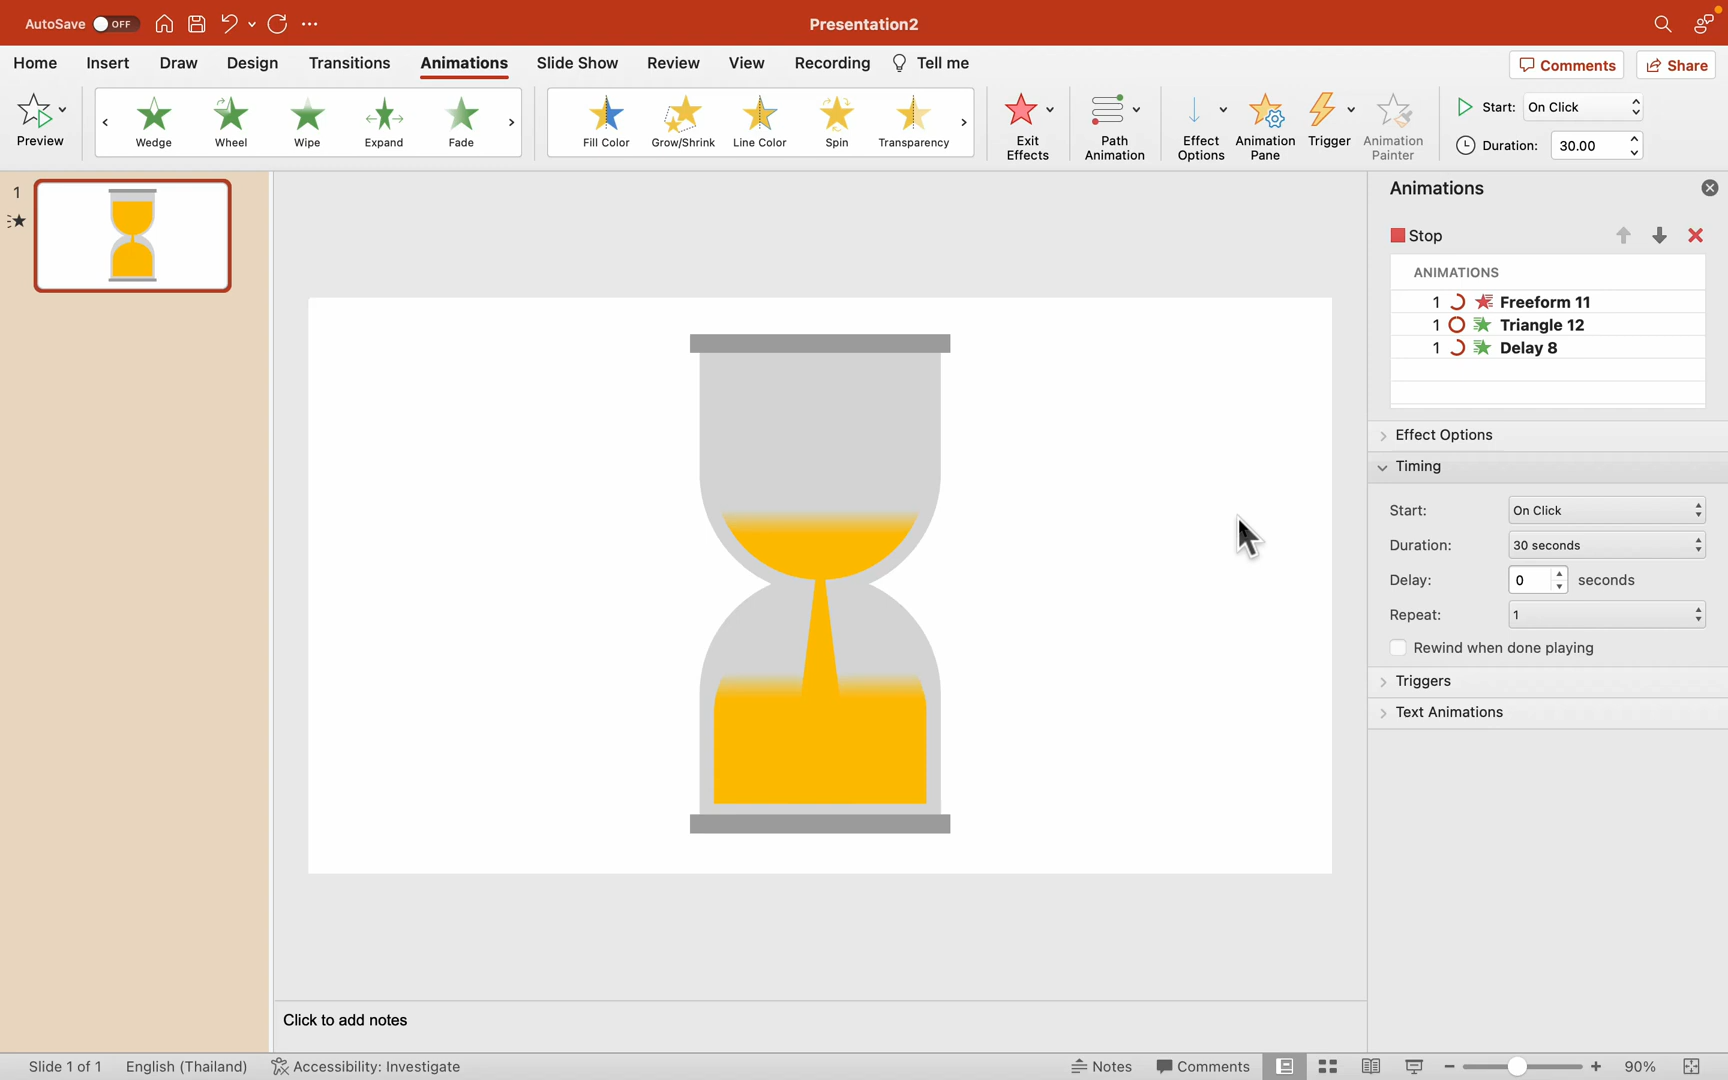 AutoSave OFF
Presentation2
Home Insert Draw Design Transitions Animations Slide Show Review View Recording Tell me
Comments Share
Preview
Wedge Wheel Wipe Expand Fade
Fill Color Grow/Shrink Line Color Spin Transparency
Exit Effects
Path Animation
Effect Options
Animation Pane
Trigger
Animation Painter
Start: On Click
Duration: 30.00
1
Animations
Stop
ANIMATIONS
1 Freeform 11
1 Triangle 12
1 Delay 8
Effect Options
Timing
Start: On Click
Duration: 30 seconds
Delay: 0 seconds
Repeat: 1
Rewind when done playing
Triggers
Text Animations
Click to add notes
Slide 1 of 1 English (Thailand) Accessibility: Investigate Notes Comments 90%